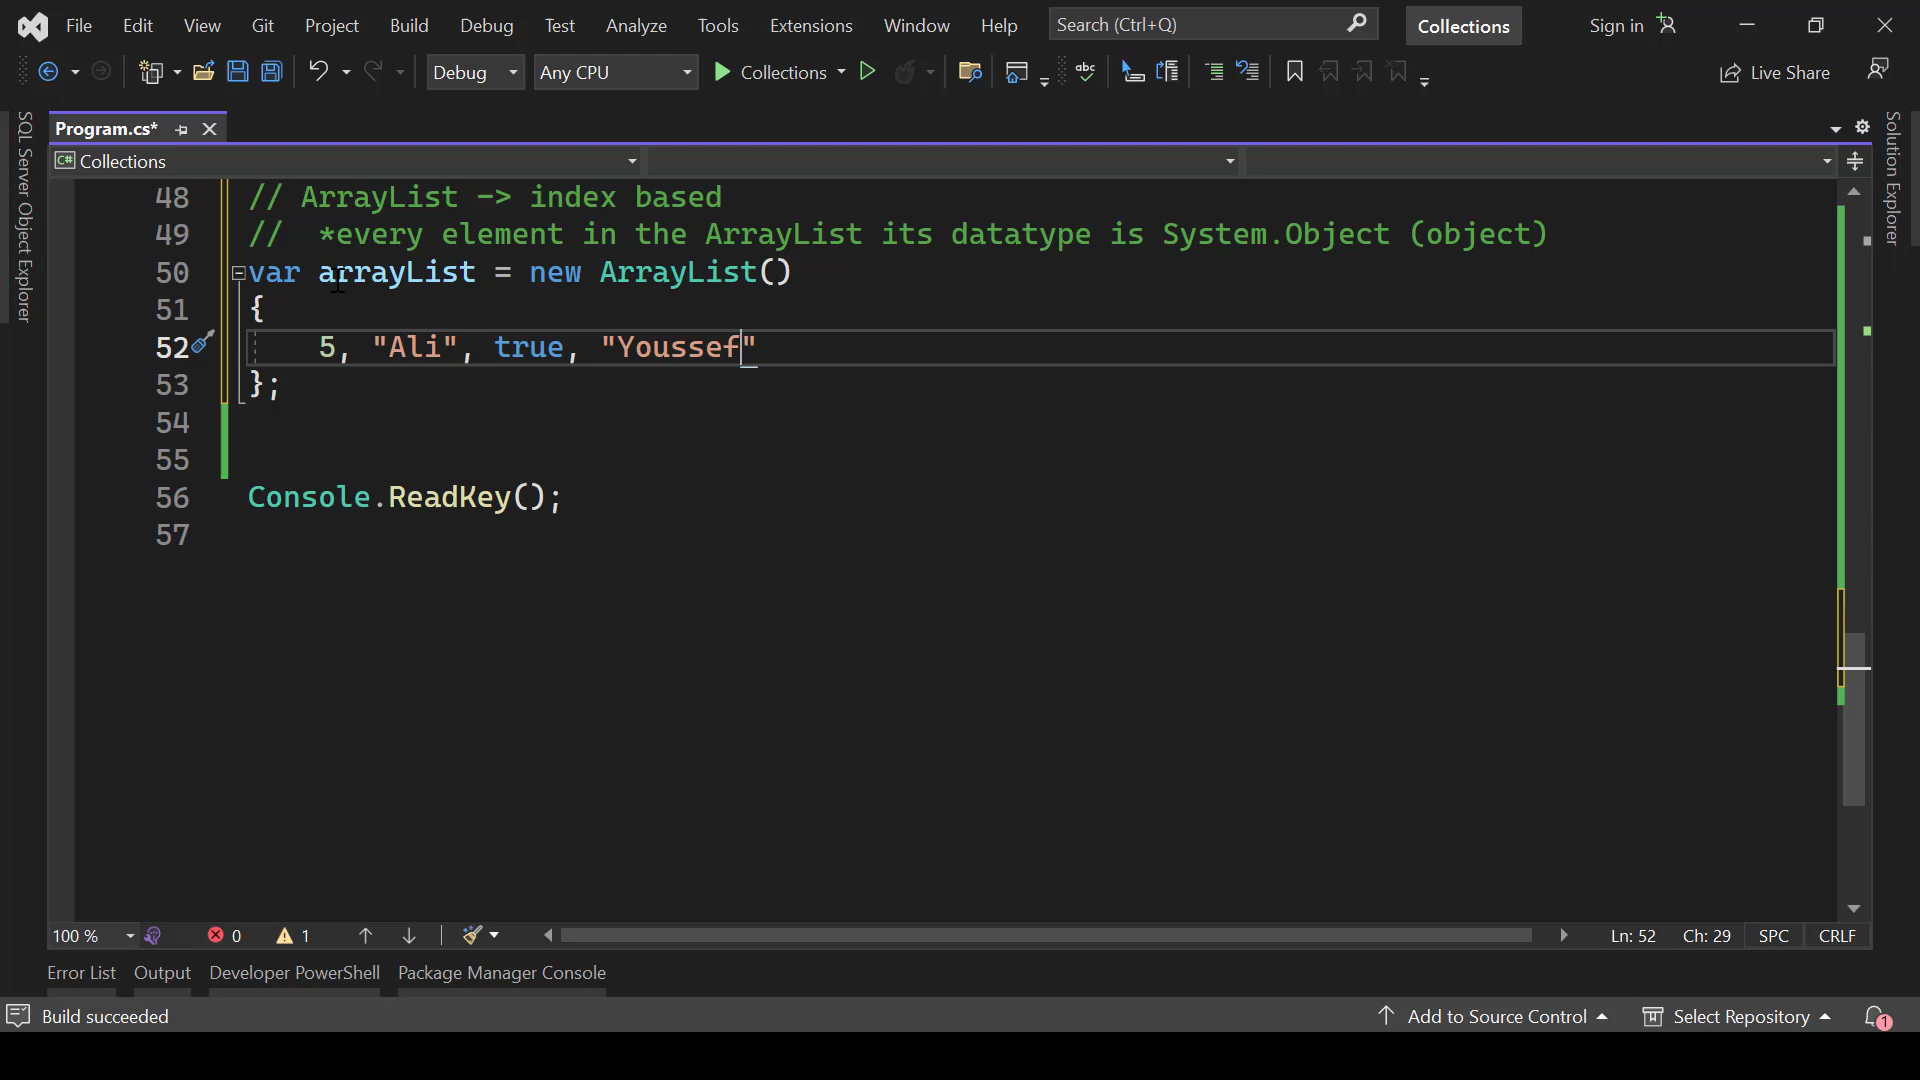 File Edit View Git Project Build Debug Test Analyze Tools Extensions Window Help Search (Ctrl+Q) Collections Sign in
Debug Any CPU Collections abc Live Share
SQL Server Object Explorer
Program.cs*
Solution Explorer
C# Collections
48 // ArrayList -> index based
49 //  *every element in the ArrayList its datatype is System.Object (object)
50 var arrayList = new ArrayList()
51 {
52     5, "Ali", true, "Youssef"
53 };
54
55
56 Console.ReadKey();
57
100 % 0 1 Ln: 52 Ch: 29 SPC CRLF
Error List Output Developer PowerShell Package Manager Console
Build succeeded Add to Source Control Select Repository 1